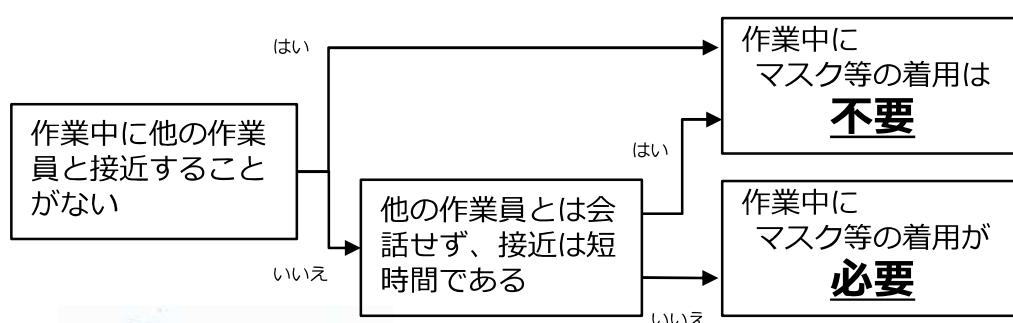 はい
作業中に
マスク等の着用は
不要
作業中に他の作業
員と接近すること
がない
はい
他の作業員とは会
話せず、接近は短
時間である
いいえ
作業中に
マスク等の着用が
必要
いいえ